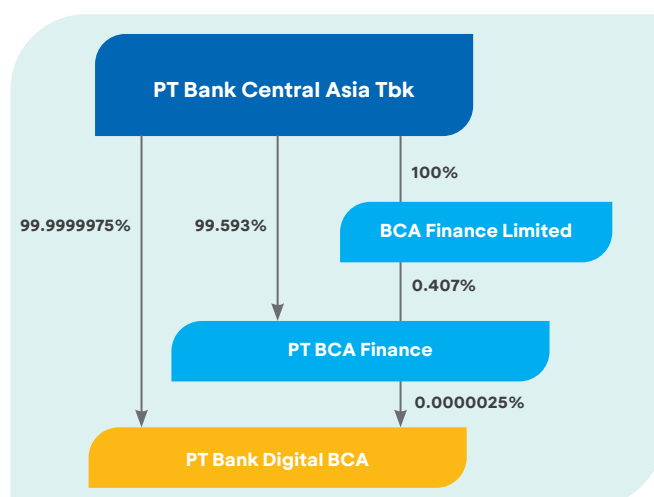 PT Bank Central Asia Tbk
100%
99.9999975%
99.593%
BCA Finance Limited
0.407%
PT BCA Finance
0.0000025%
PT Bank Digital BCA